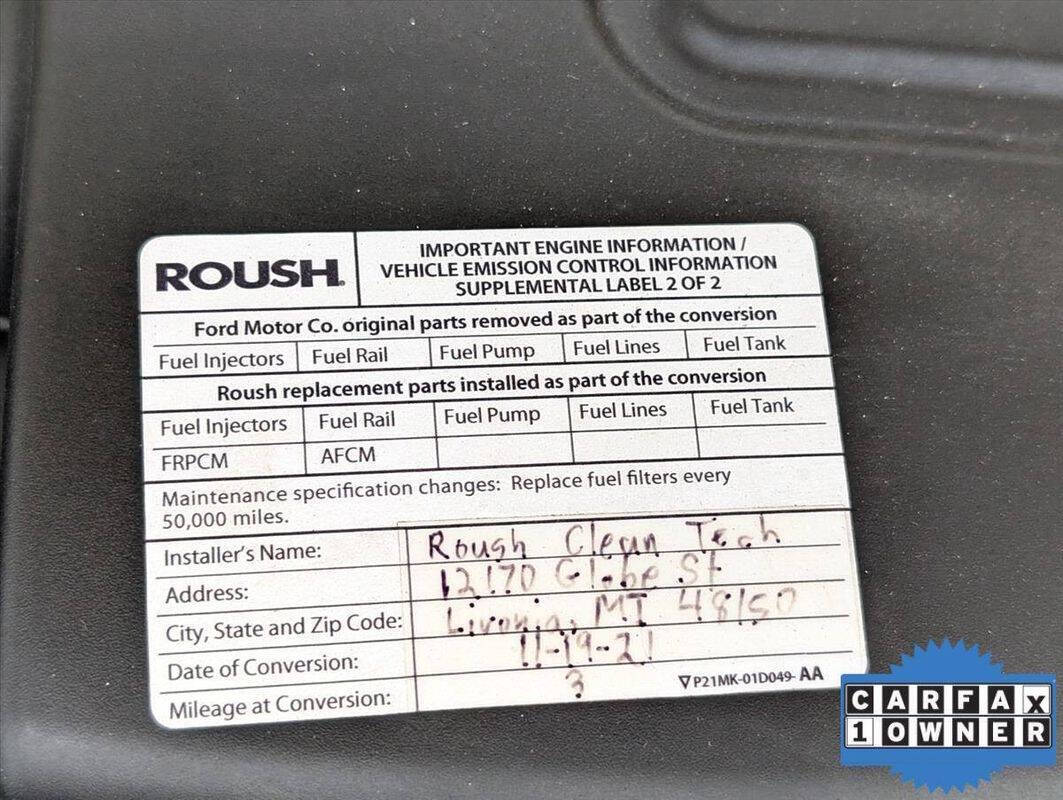 ROUSH.
IMPORTANT ENGINE INFORMATION /
VEHICLE EMISSION CONTROL INFORMATION
SUPPLEMENTAL LABEL 2 OF 2
Ford Motor Co. original parts removed as part of the conversion
Fuel Injectors Fuel Rail Fuel Pump Fuel Lines Fuel Tank
Roush replacement parts installed as part of the conversion
Fuel Injectors Fuel Rail Fuel Pump Fuel Lines Fuel Tank
FRPCM AFCM
Maintenance specification changes: Replace fuel filters every
50,000 miles.
Installer's Name: Roush Clean Tech
Address: 12170 Globe St
City, State and Zip Code: Livonia, MI 48150
Date of Conversion: 11-19-21
Mileage at Conversion: 3
P21MK-01D049- AA
CARFAX
1 OWNER